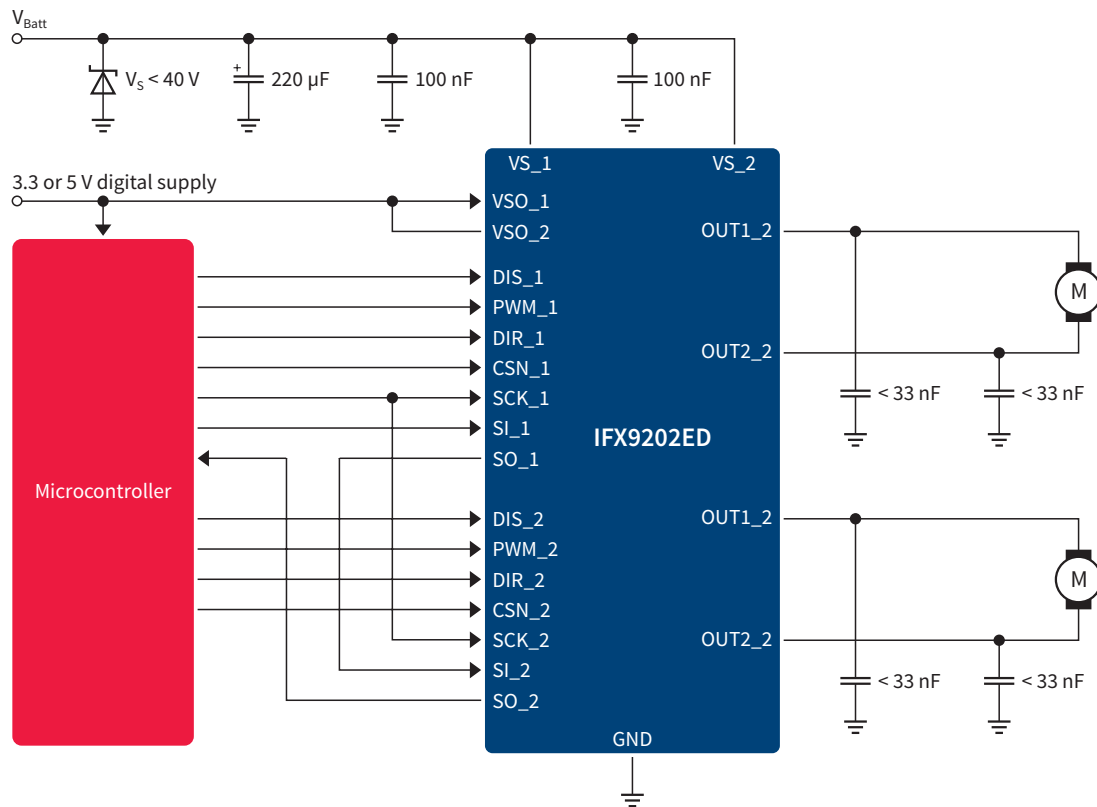 V_Batt
V_S < 40 V
+
220 µF
100 nF
100 nF
VS_1
VS_2
3.3 or 5 V digital supply
VSO_1
VSO_2
OUT1_2
DIS_1
PWM_1
M
DIR_1
OUT2_2
CSN_1
SCK_1
< 33 nF
< 33 nF
SI_1
IFX9202ED
SO_1
Microcontroller
DIS_2
OUT1_2
PWM_2
DIR_2
M
CSN_2
SCK_2
OUT2_2
SI_2
< 33 nF
< 33 nF
SO_2
GND